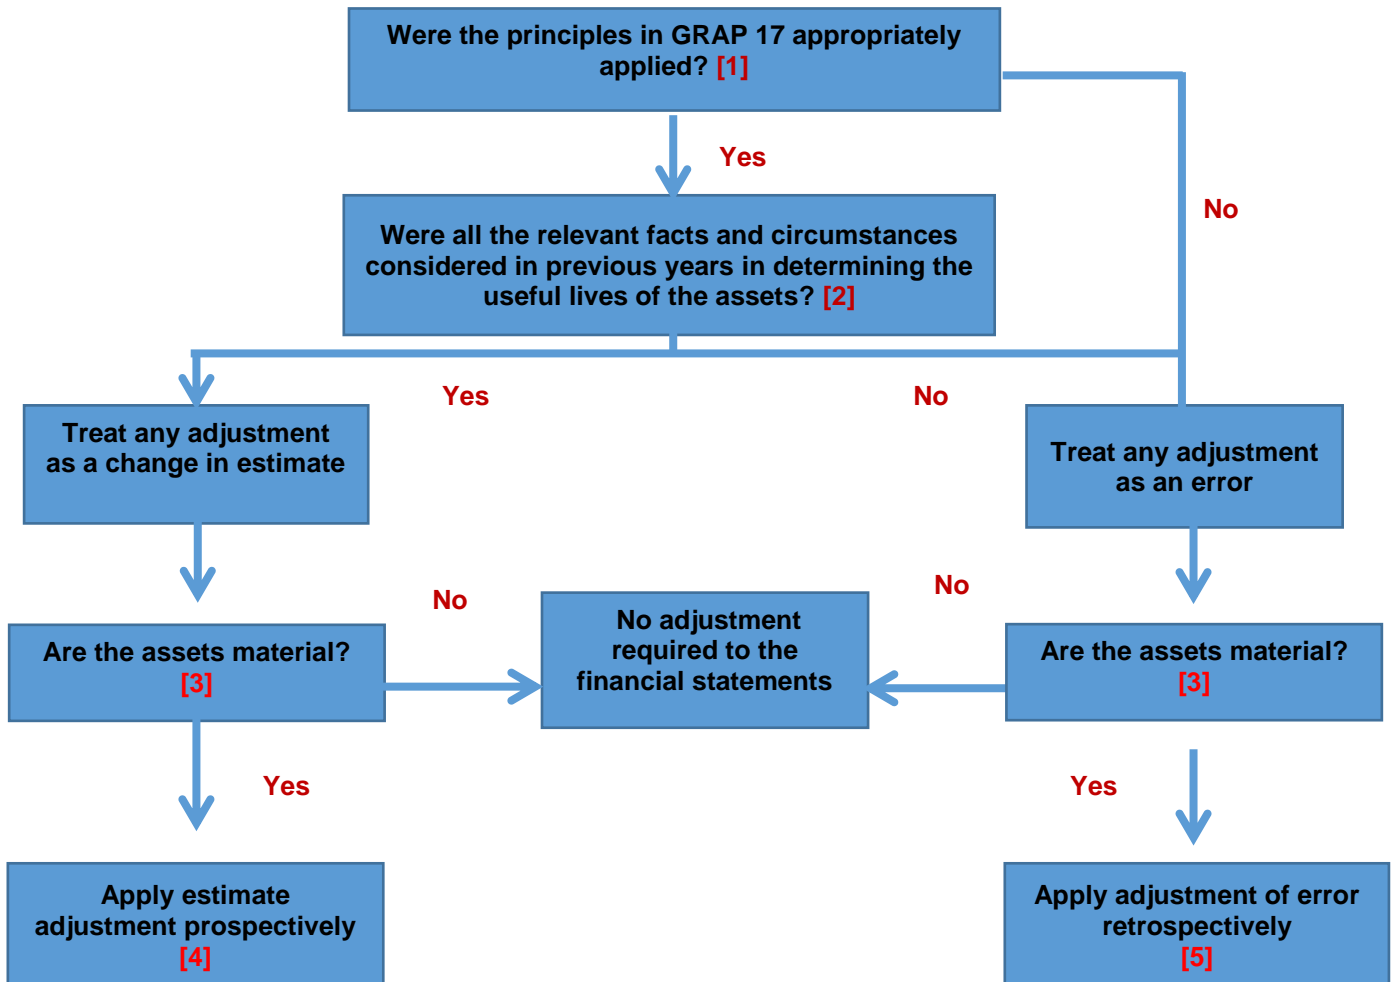 Were the principles in GRAP 17 appropriately
applied? [1]
Yes
No
Were all the relevant facts and circumstances
considered in previous years in determining the
useful lives of the assets? [2]
Yes
No
Treat any adjustment
as a change in estimate
Treat any adjustment
as an error
No
No
No adjustment
required to the
financial statements
Are the assets material?
[3]
Are the assets material?
[3]
Yes
Yes
Apply estimate
adjustment prospectively
[4]
Apply adjustment of error
retrospectively
[5]